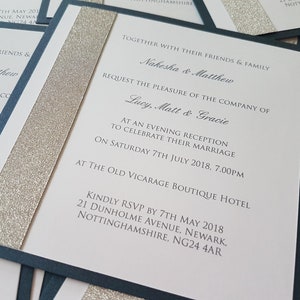 Together with their friends & family
Nakesha & Matthew
request the pleasure of the company of
Lucy, Matt & Gracie
at an evening reception
to celebrate their marriage
on Saturday 7th July 2018, 7.00pm
at The Old Vicarage Boutique Hotel
Kindly RSVP by 7th May 2018
21 Dunholme Avenue, Newark,
Nottinghamshire, NG24 4AR